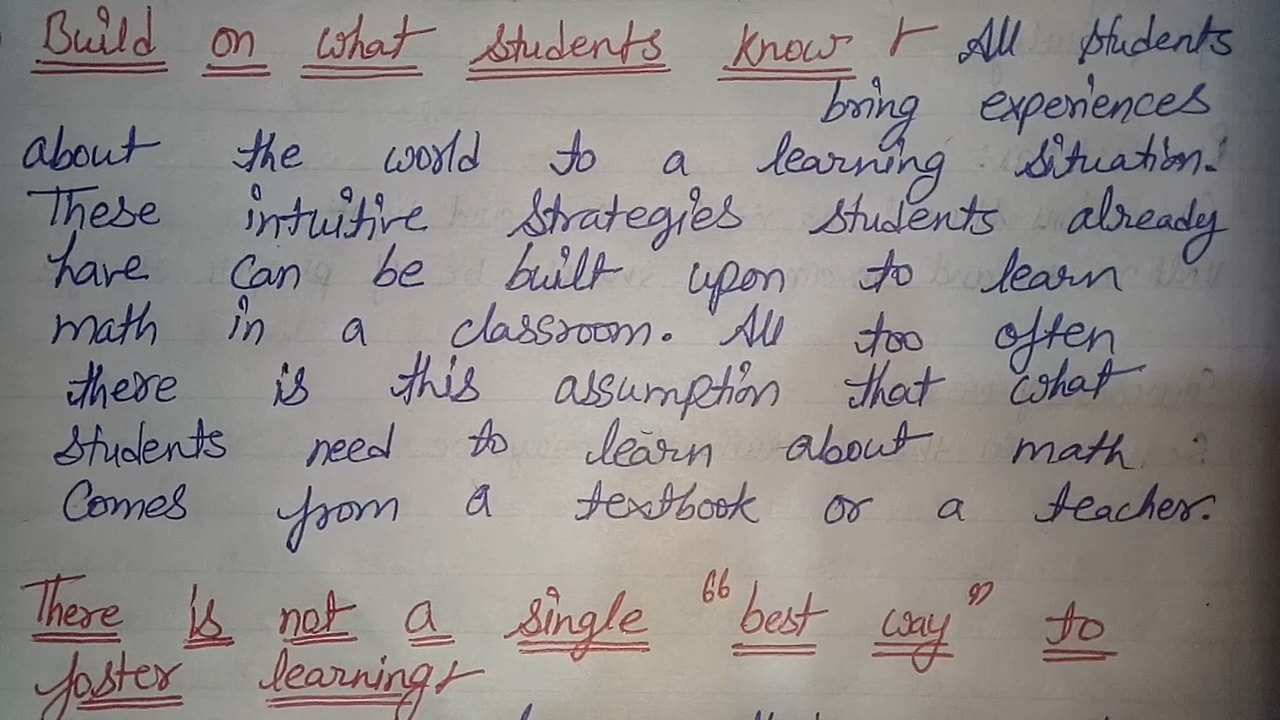 Build on what students know :- All students
bring experiences
about the world to a learning situation.
These intuitive strategies students already
have can be built upon to learn
math in a classroom. All too often
there is this assumption that what
students need to learn about math
Comes from a textbook or a teacher.
There is not a single "best way" to
foster learning:-